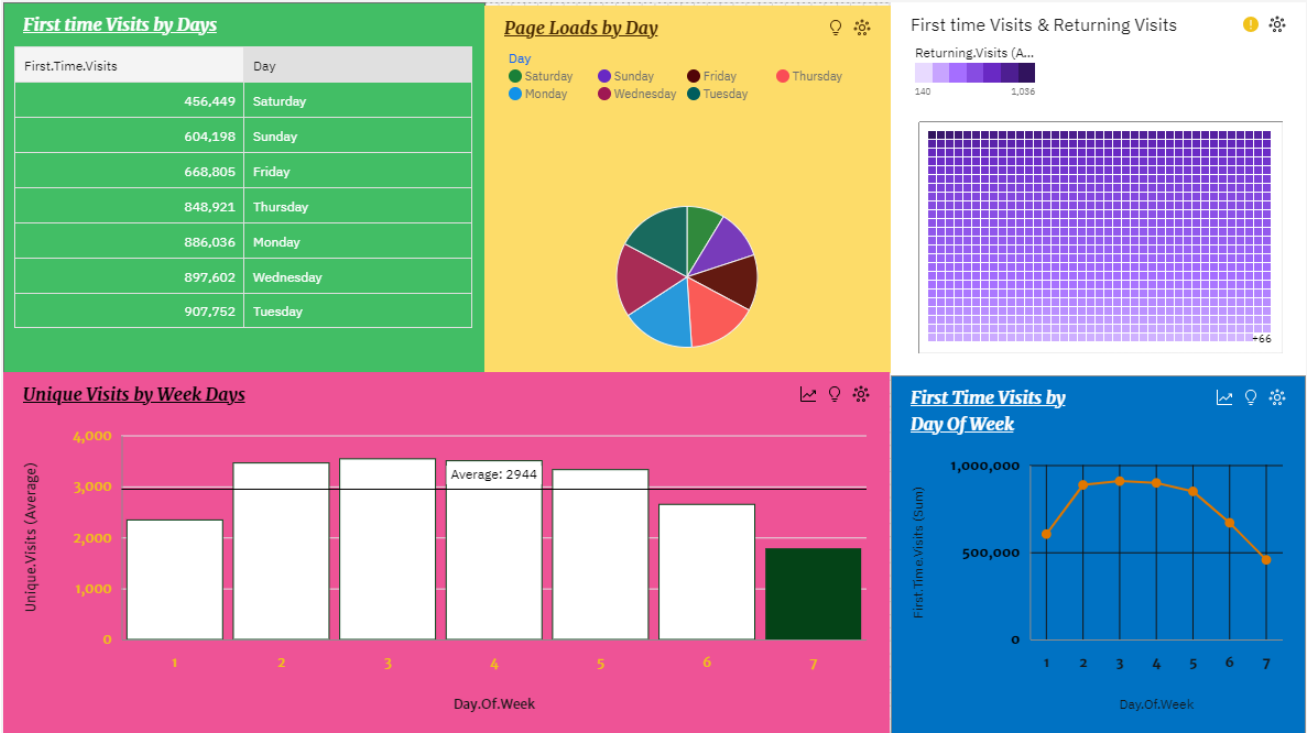 First time Visits by Days
First.Time.Visits Day
456,449 Saturday
604,198 Sunday
668,805 Friday
848,921 Thursday
886,036 Monday
897,602 Wednesday
907,752 Tuesday
Page Loads by Day
Day
Saturday Sunday Friday Thursday
Monday Wednesday Tuesday
First time Visits & Returning Visits
Returning.Visits (A...
140 1,036
+66
Unique Visits by Week Days
Unique.Visits (Average)
4,000
3,000
2,000
1,000
0
Average: 2944
1 2 3 4 5 6 7
Day.Of.Week
First Time Visits by
Day Of Week
First.Time.Visits (Sum)
1,000,000
500,000
0
1 2 3 4 5 6 7
Day.Of.Week